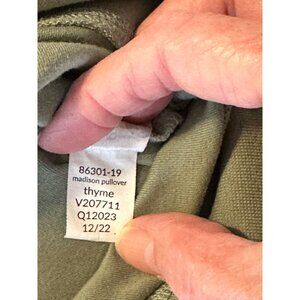 86301-19
madison pullover
thyme
V207711
Q12023
12/22